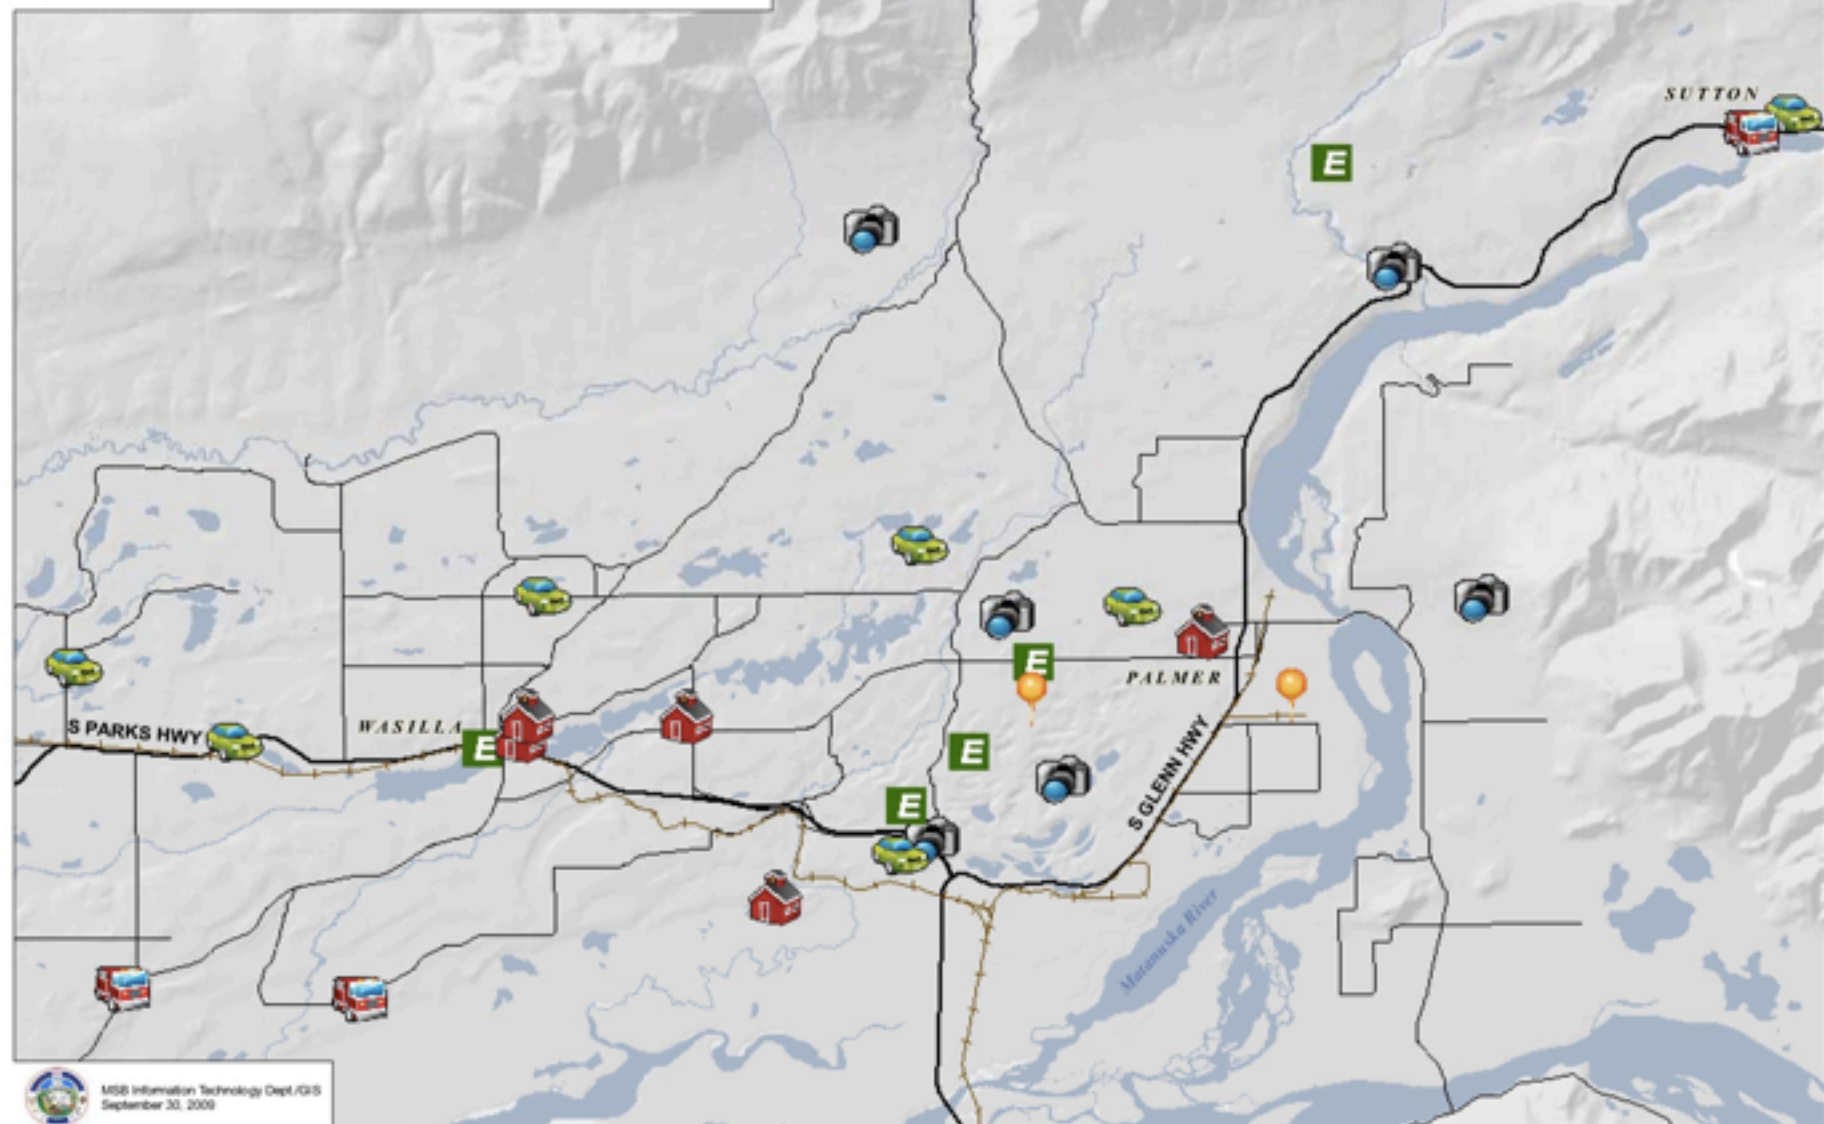 SUTTON
E
E
PALMER
S PARKS HWY
WASILLA
E
E
E
S GLENN HWY
Matanuska River
MSB Information Technology Dept./GIS
September 30, 2009